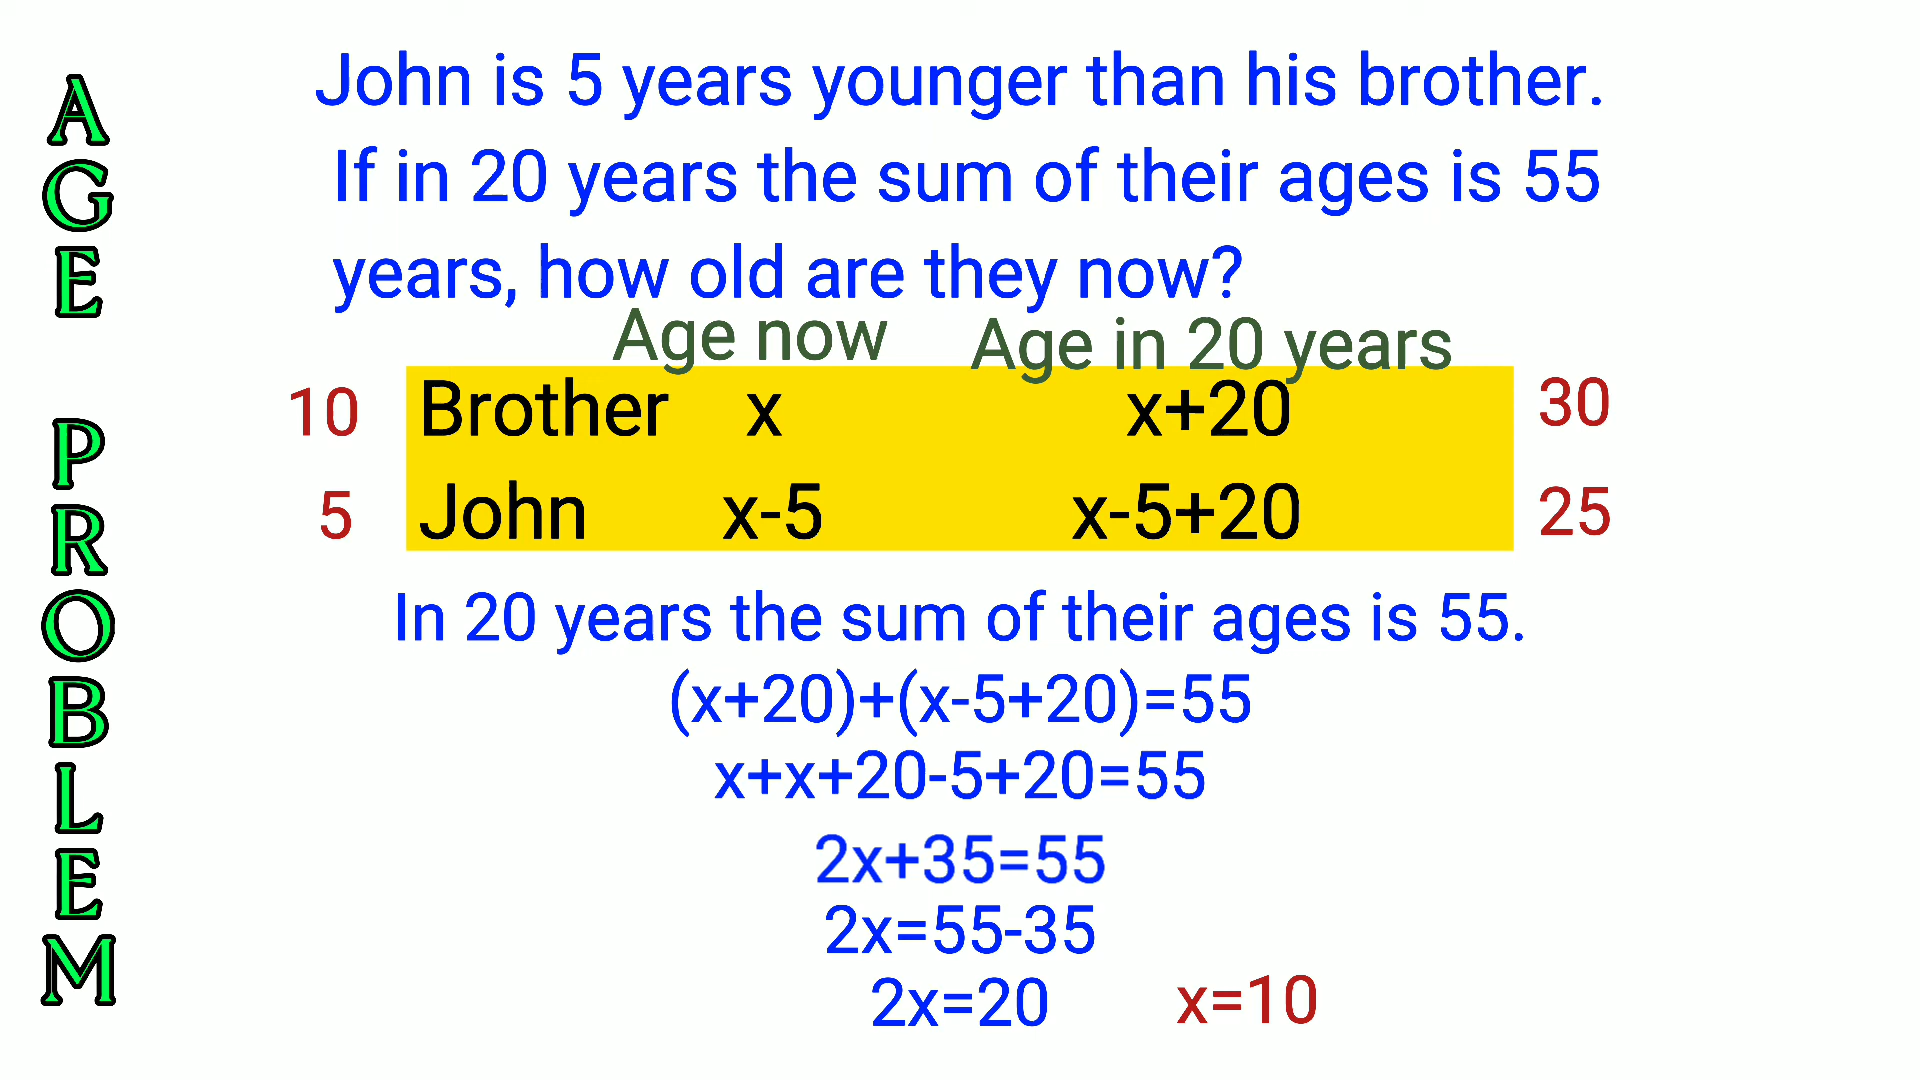 AGE PROBLEM
John is 5 years younger than his brother.
If in 20 years the sum of their ages is 55
years, how old are they now?
Age now Age in 20 years
10 Brother x x+20 30
5 John x-5 x-5+20 25
In 20 years the sum of their ages is 55.
(x+20)+(x-5+20)=55
x+x+20-5+20=55
2x+35=55
2x=55-35
2x=20 x=10